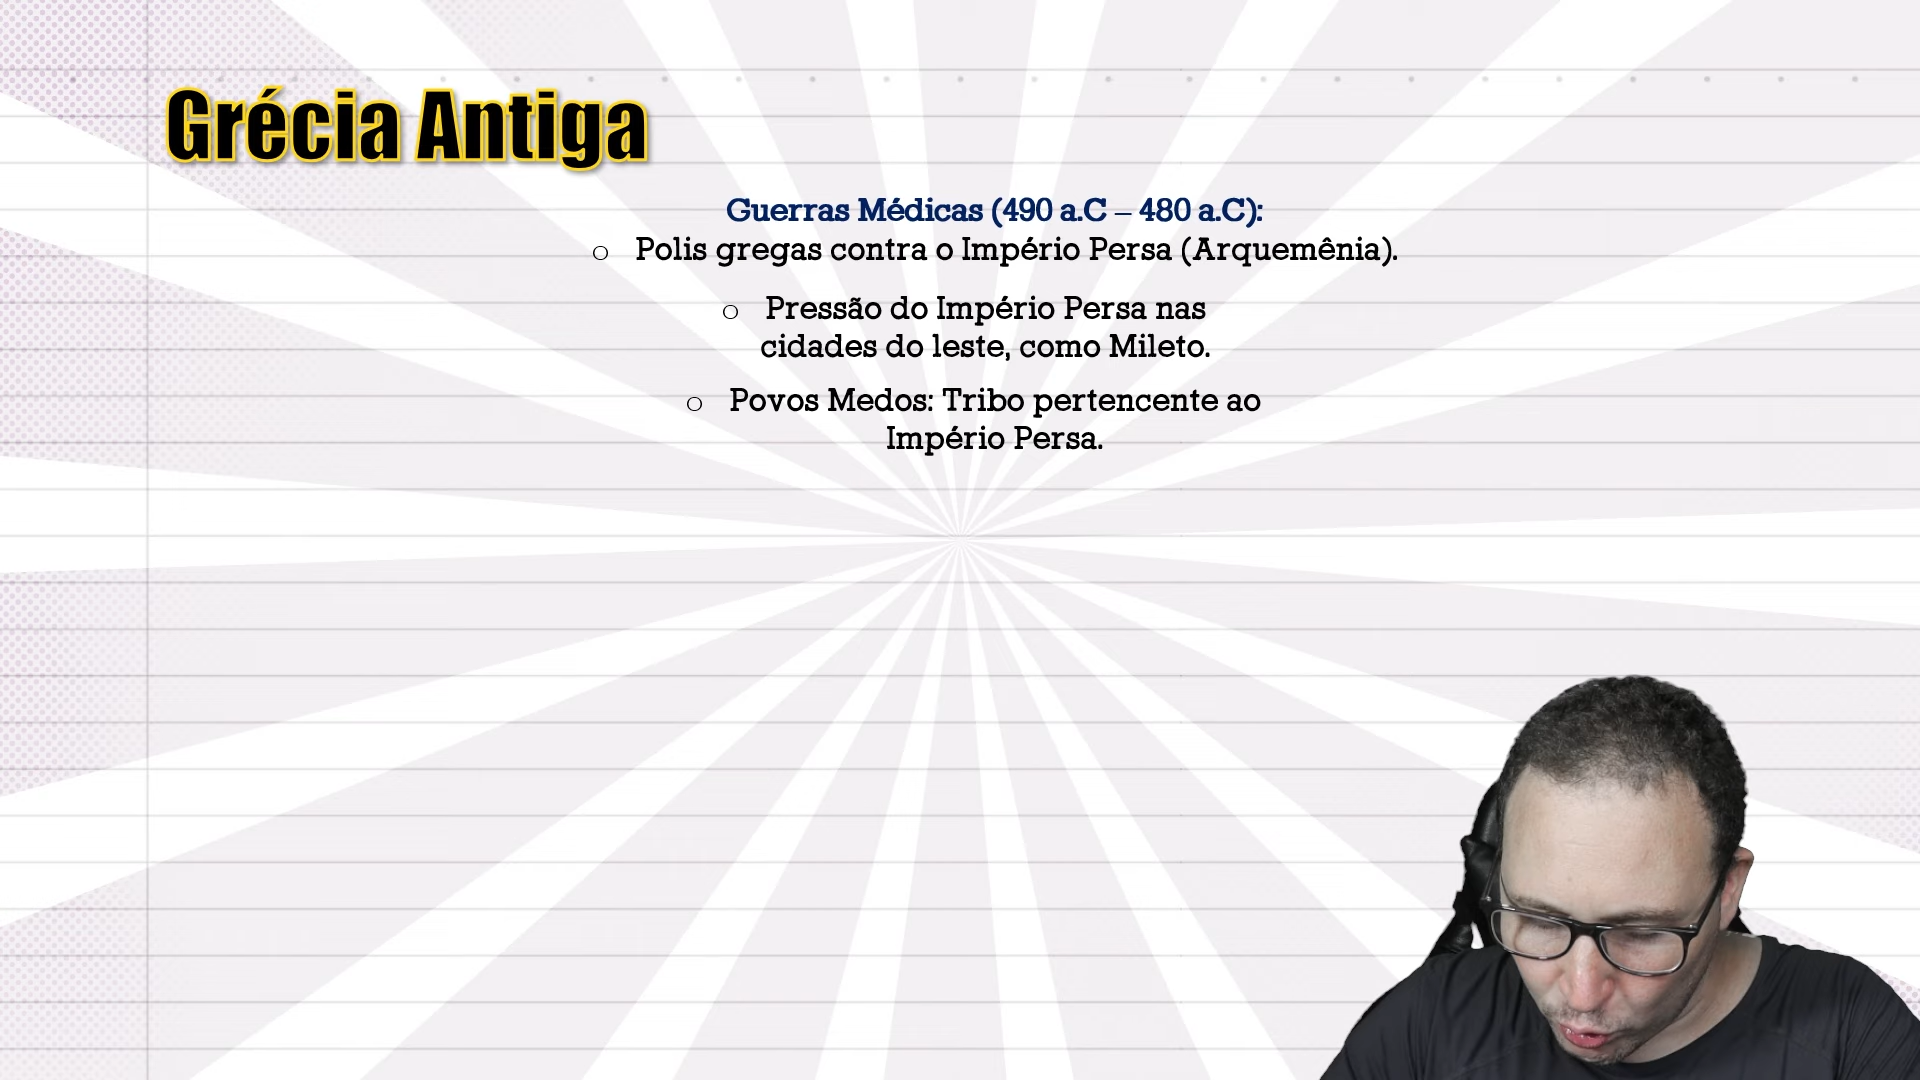 Grécia Antiga
Guerras Médicas (490 a.C – 480 a.C):
o Polis gregas contra o Império Persa (Arquemênia).
o Pressão do Império Persa nas
cidades do leste, como Mileto.
o Povos Medos: Tribo pertencente ao
Império Persa.